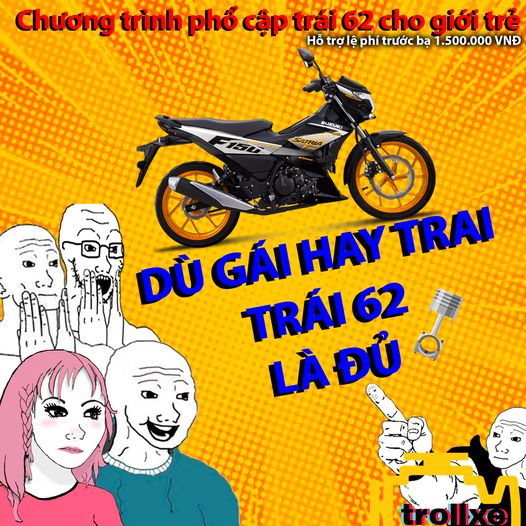 Chương trình phổ cập trái 62 cho giới trẻ
Hỗ trợ lệ phí trước bạ 1.500.000 VNĐ
SUZUKI
SATRIA
F150
DÙ GÁI HAY TRAI
TRÁI 62
LÀ ĐỦ
trollxe